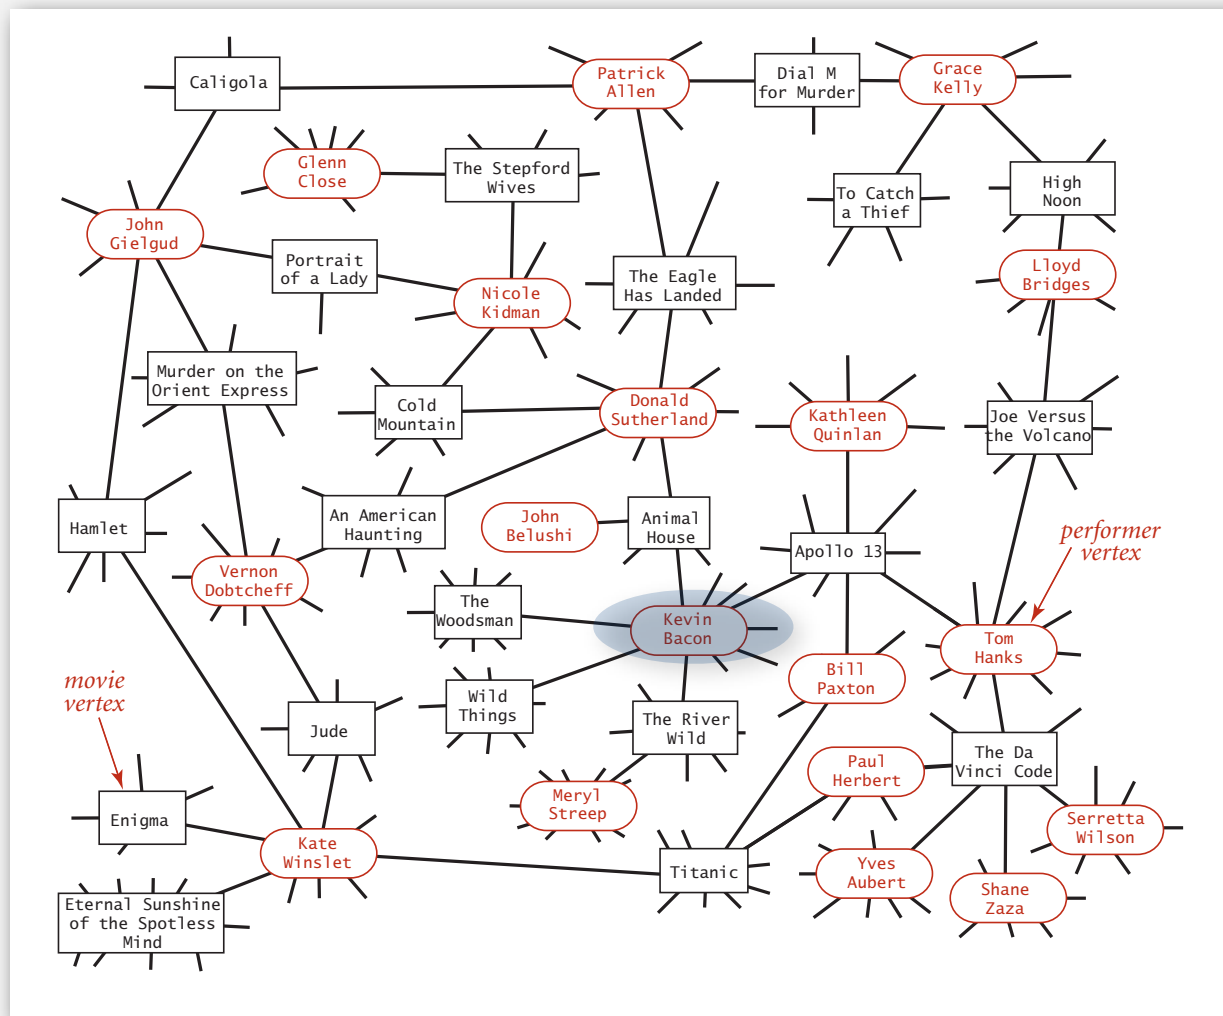 Caligola
Patrick
Allen
Dial M
for Murder
Grace
Kelly
Glenn
Close
The Stepford
Wives
To Catch
a Thief
High
Noon
John
Gielgud
Portrait
of a Lady
Nicole
Kidman
The Eagle
Has Landed
Lloyd
Bridges
Murder on the
Orient Express
Cold
Mountain
Donald
Sutherland
Kathleen
Quinlan
Joe Versus
the Volcano
Hamlet
An American
Haunting
John
Belushi
Animal
House
Apollo 13
performer
vertex
Vernon
Dobtcheff
The
Woodsman
Kevin
Bacon
Tom
Hanks
Bill
Paxton
movie
vertex
Wild
Things
The River
Wild
Jude
The Da
Vinci Code
Paul
Herbert
Meryl
Streep
Enigma
Serretta
Wilson
Kate
Winslet
Titanic
Yves
Aubert
Shane
Zaza
Eternal Sunshine
of the Spotless
Mind